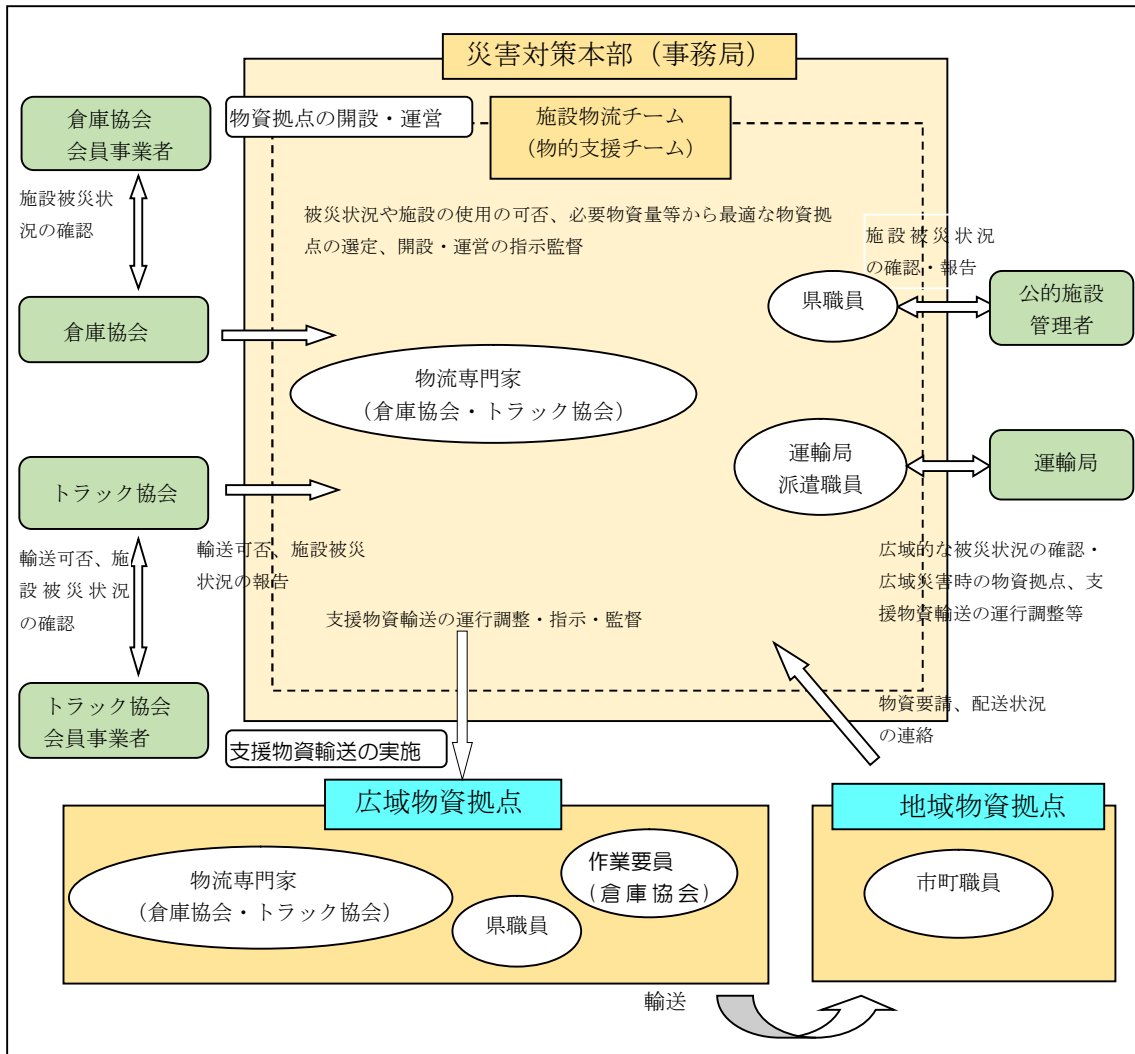 災害対策本部（事務局）
倉庫協会
会員事業者
物資拠点の開設・運営
施設物流チーム
（物的支援チーム）
施設被災状
況の確認
被災状況や施設の使用の可否、必要物資量等から最適な物資拠
点の選定、開設・運営の指示監督
施設被災状況
の確認・報告
県職員
公的施設
管理者
倉庫協会
物流専門家
（倉庫協会・トラック協会）
運輸局
派遣職員
運輸局
トラック協会
輸送可否、施
設被災状況
の確認
輸送可否、施設被災
状況の報告
広域的な被災状況の確認・
広域災害時の物資拠点、支
援物資輸送の運行調整等
支援物資輸送の運行調整・指示・監督
トラック協会
会員事業者
物資要請、配送状況
の連絡
支援物資輸送の実施
広域物資拠点
地域物資拠点
物流専門家
（倉庫協会・トラック協会）
作業要員
（倉庫協会）
県職員
市町職員
輸送